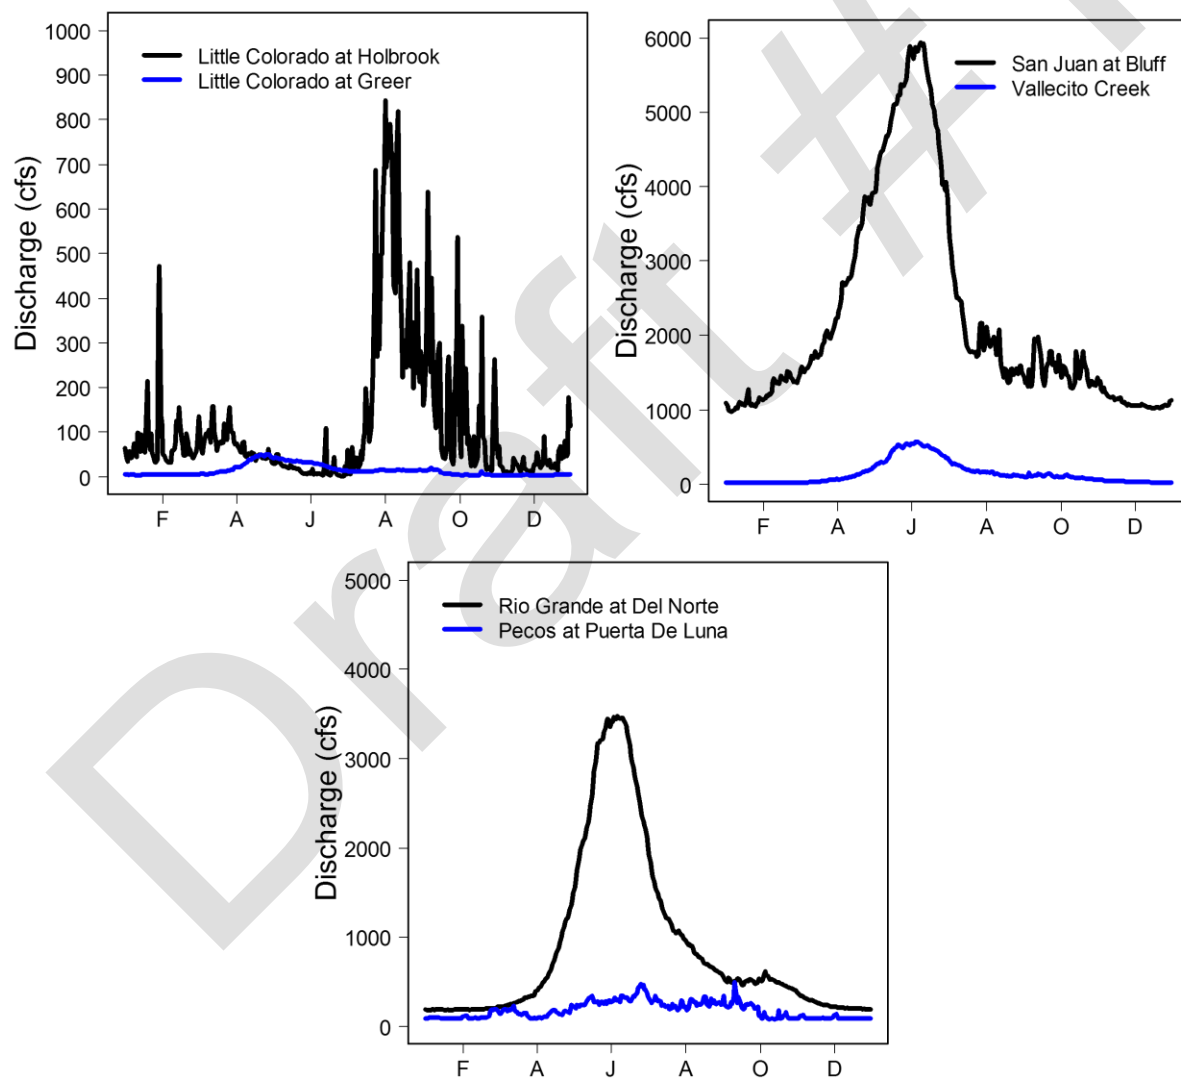 1000
900
800
700
600
500
400
300
200
100
0
Discharge (cfs)
Little Colorado at Holbrook
Little Colorado at Greer
F A J A O D
6000
5000
4000
3000
2000
1000
0
Discharge (cfs)
San Juan at Bluff
Vallecito Creek
F A J A O D
5000
4000
3000
2000
1000
0
Discharge (cfs)
Rio Grande at Del Norte
Pecos at Puerta De Luna
F A J A O D
Draft #